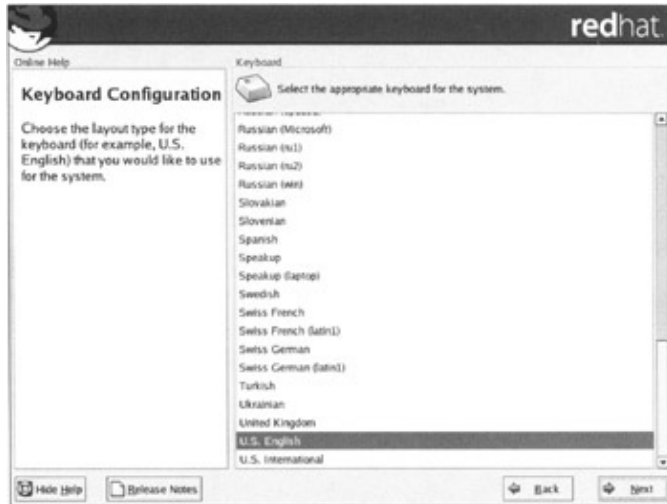 redhat.
Online Help
Keyboard Configuration
Choose the layout type for the
keyboard (for example, U.S.
English) that you would like to use
for the system.
Keyboard
Select the appropriate keyboard for the system.
Russian (Microsoft)
Russian (ru1)
Russian (ru2)
Russian (win)
Slovakian
Slovenian
Spanish
Speakup
Speakup (laptop)
Swedish
Swiss French
Swiss French (latin1)
Swiss German
Swiss German (latin1)
Turkish
Ukrainian
United Kingdom
U.S. English
U.S. International
Hide Help
Release Notes
Back
Next